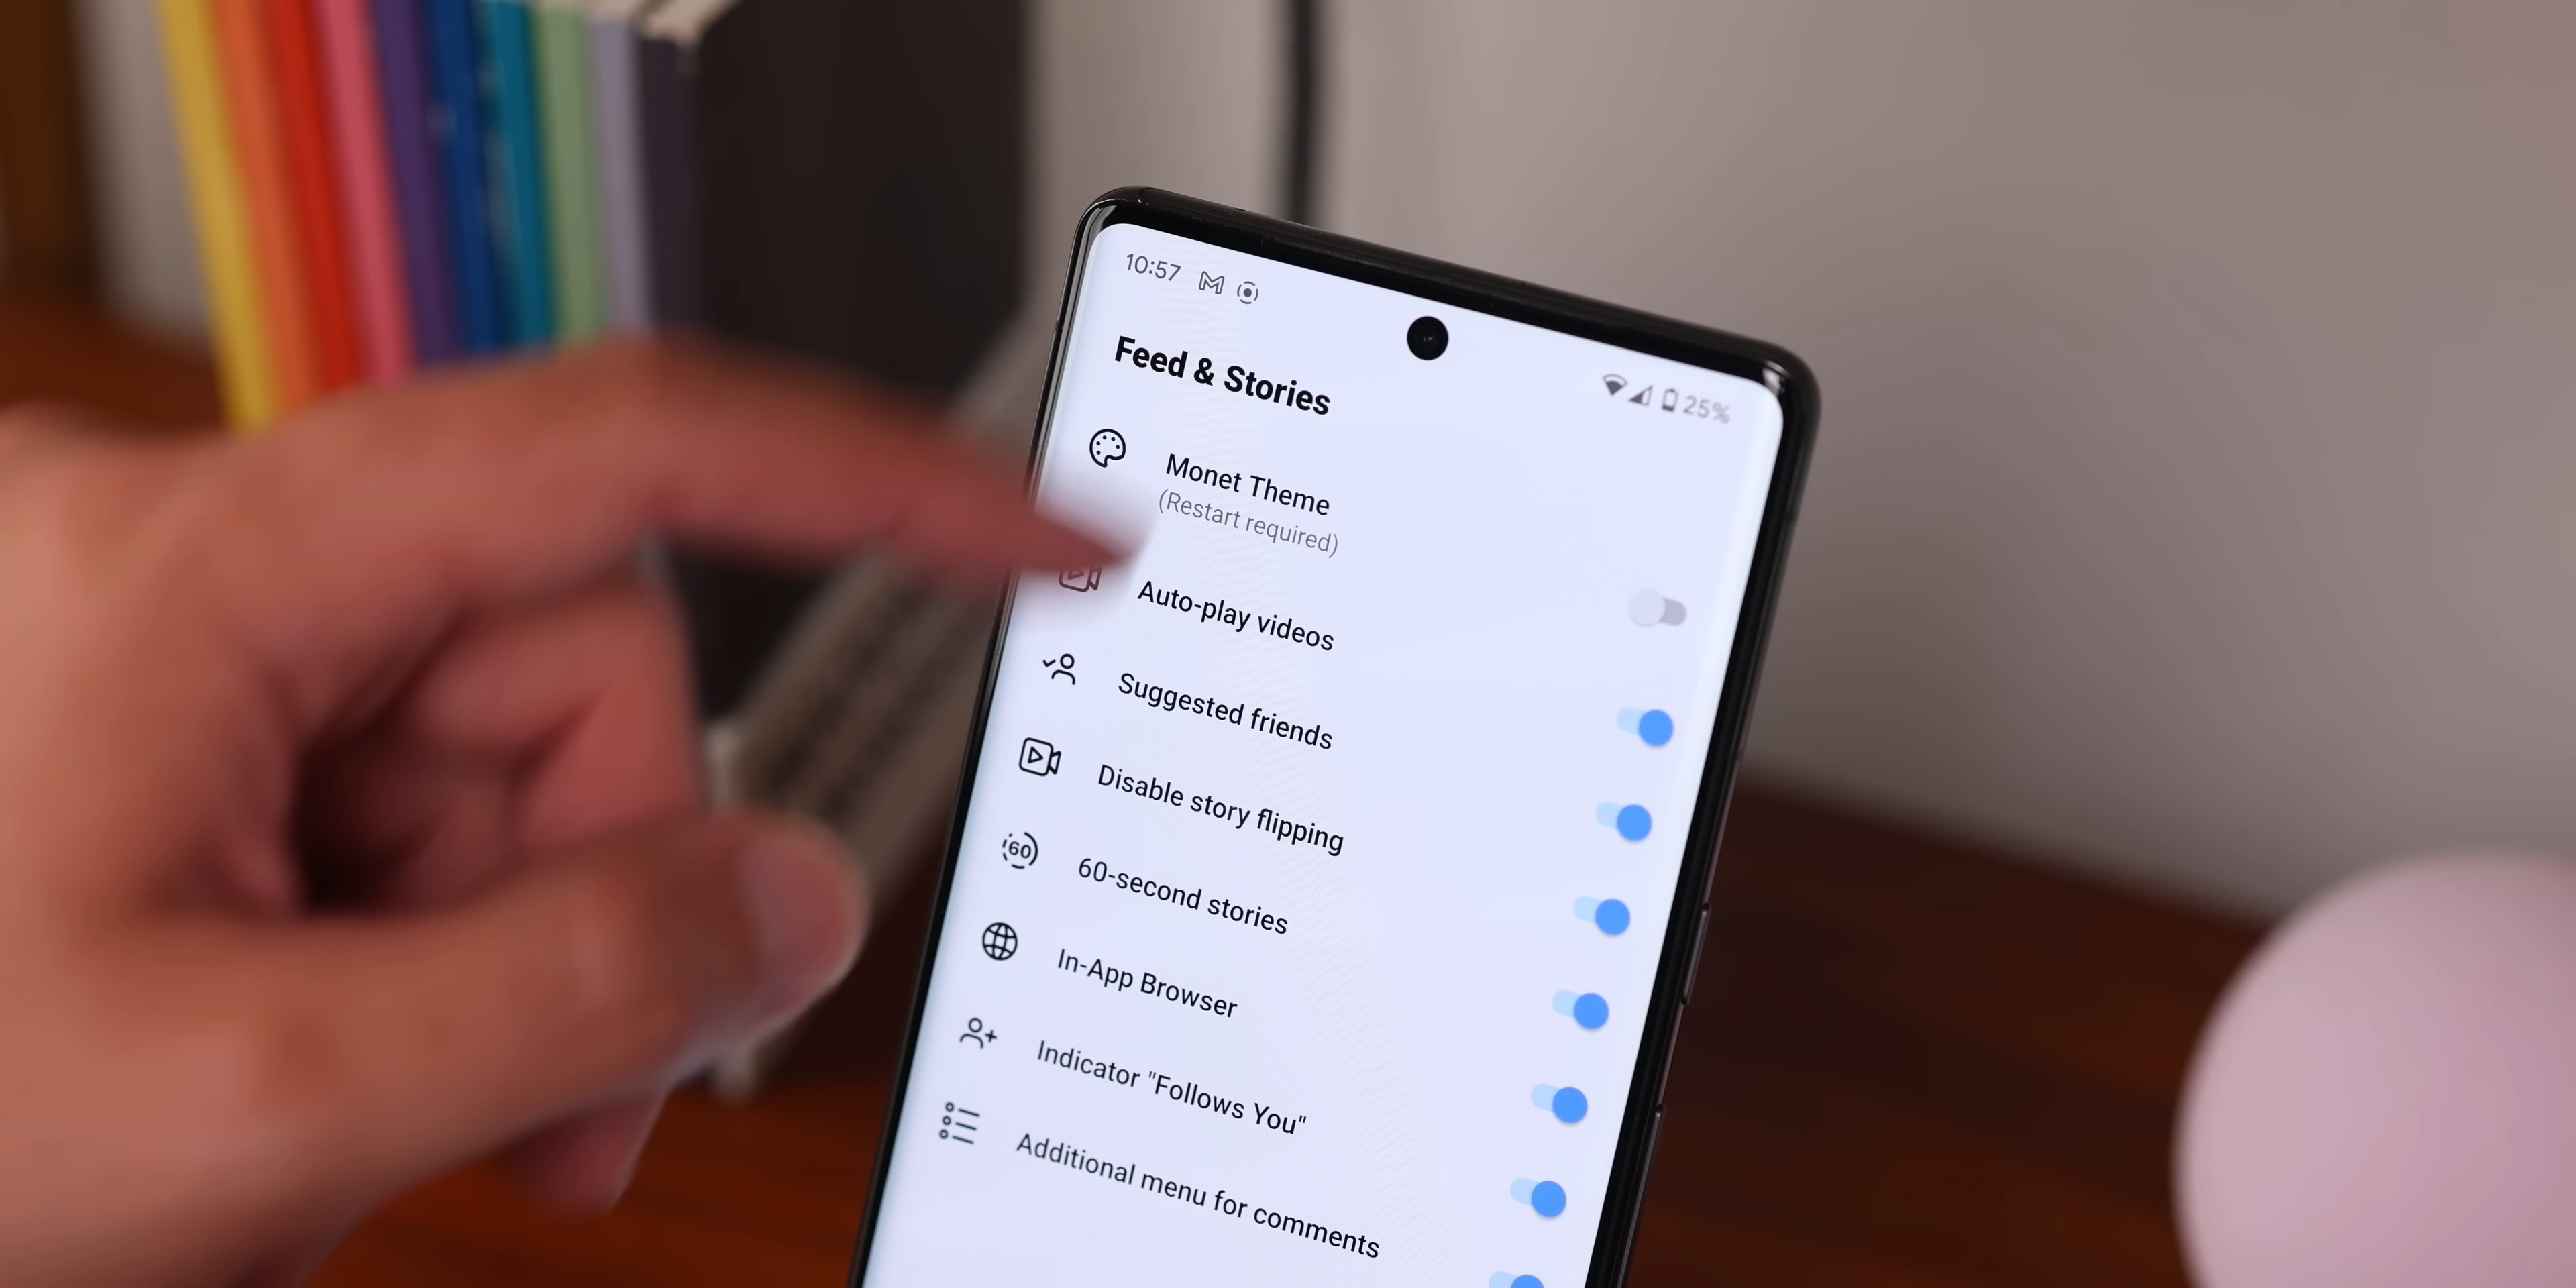 10:57
25%
Feed & Stories
Monet Theme
(Restart required)
Auto-play videos
Suggested friends
Disable story flipping
60
60-second stories
In-App Browser
Indicator "Follows You"
Additional menu for comments